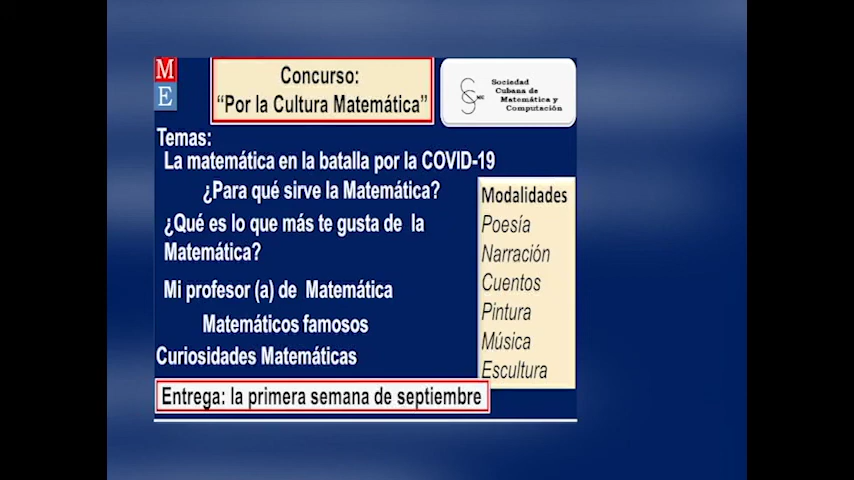 M
E
Concurso:
“Por la Cultura Matemática”
Sociedad
Cubana de
Matemática y
Computación
Temas:
La matemática en la batalla por la COVID-19
¿Para qué sirve la Matemática?
¿Qué es lo que más te gusta de la
Matemática?
Mi profesor (a) de Matemática
Matemáticos famosos
Curiosidades Matemáticas
Modalidades
Poesía
Narración
Cuentos
Pintura
Música
Escultura
Entrega: la primera semana de septiembre